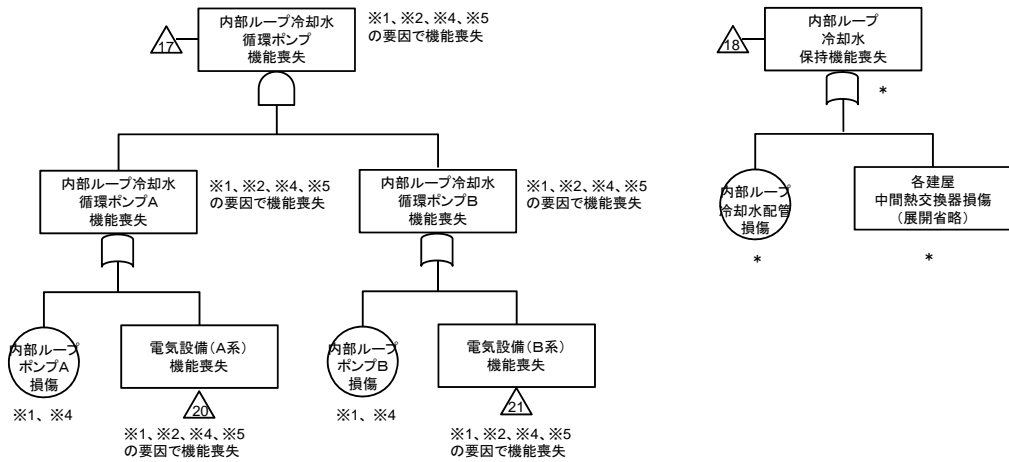 内部ループ冷却水
循環ポンプ
機能喪失
※1、※2、※4、※5
の要因で機能喪失
17
内部ループ冷却水
循環ポンプA
機能喪失
※1、※2、※4、※5
の要因で機能喪失
内部ループ冷却水
循環ポンプB
機能喪失
※1、※2、※4、※5
の要因で機能喪失
内部ループ
ポンプA
損傷
※1、※4
電気設備(A系)
機能喪失
20
※1、※2、※4、※5
の要因で機能喪失
内部ループ
ポンプB
損傷
※1、※4
電気設備(B系)
機能喪失
21
※1、※2、※4、※5
の要因で機能喪失
18
内部ループ
冷却水
保持機能喪失
*
内部ループ
冷却水配管
損傷
*
各建屋
中間熱交換器損傷
(展開省略)
*